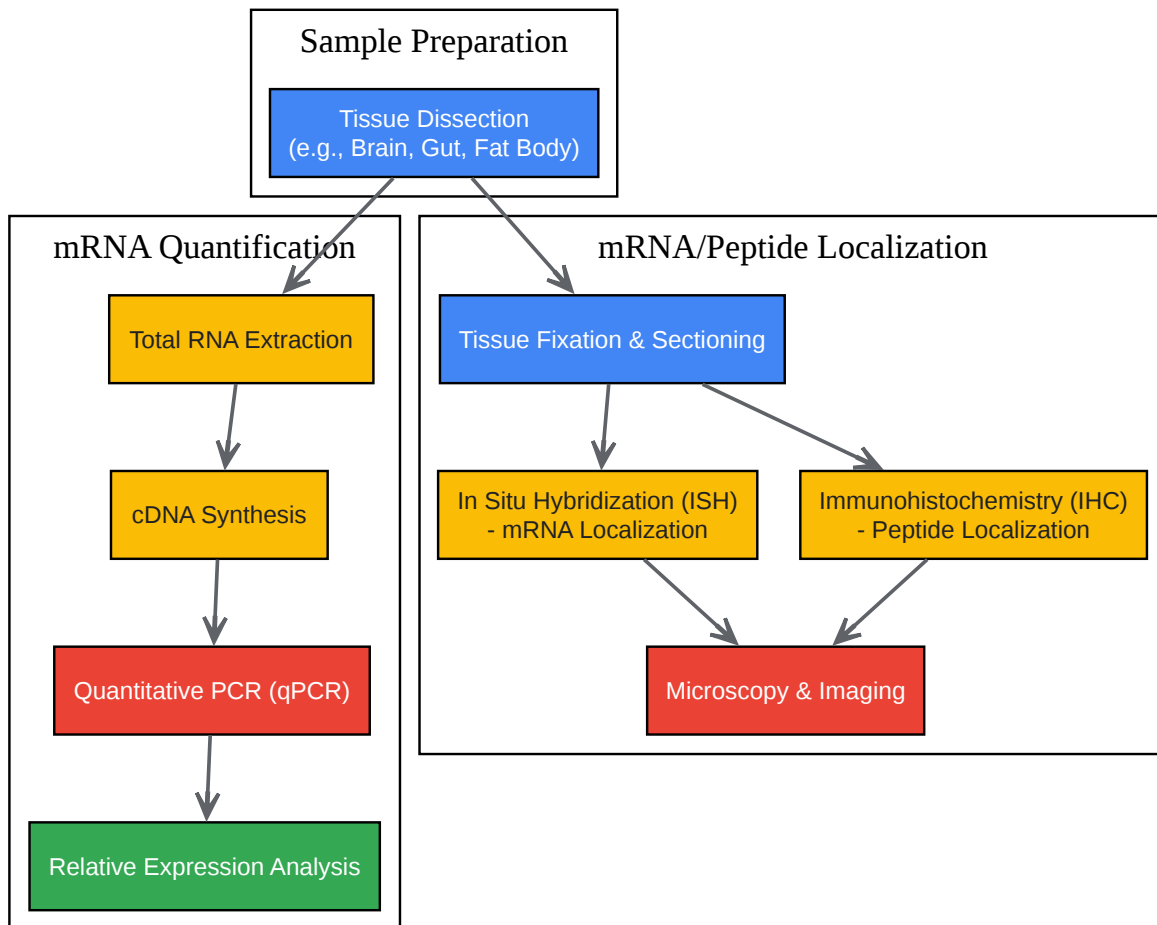 Sample Preparation
Tissue Dissection
(e.g., Brain, Gut, Fat Body)
mRNA Quantification
Total RNA Extraction
cDNA Synthesis
Quantitative PCR (qPCR)
Relative Expression Analysis
mRNA/Peptide Localization
Tissue Fixation & Sectioning
In Situ Hybridization (ISH)
- mRNA Localization
Immunohistochemistry (IHC)
- Peptide Localization
Microscopy & Imaging